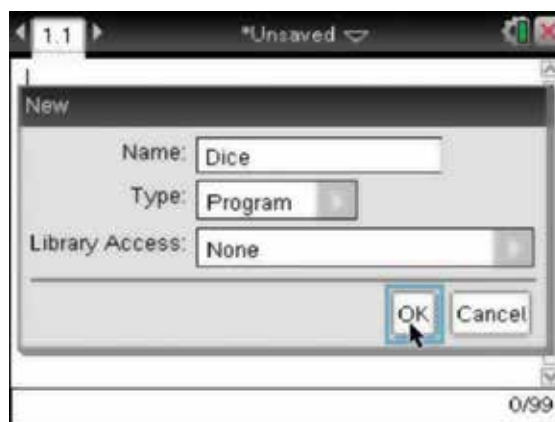 1.1 *Unsaved
New
Name: Dice
Type: Program
Library Access: None
OK Cancel
0/99